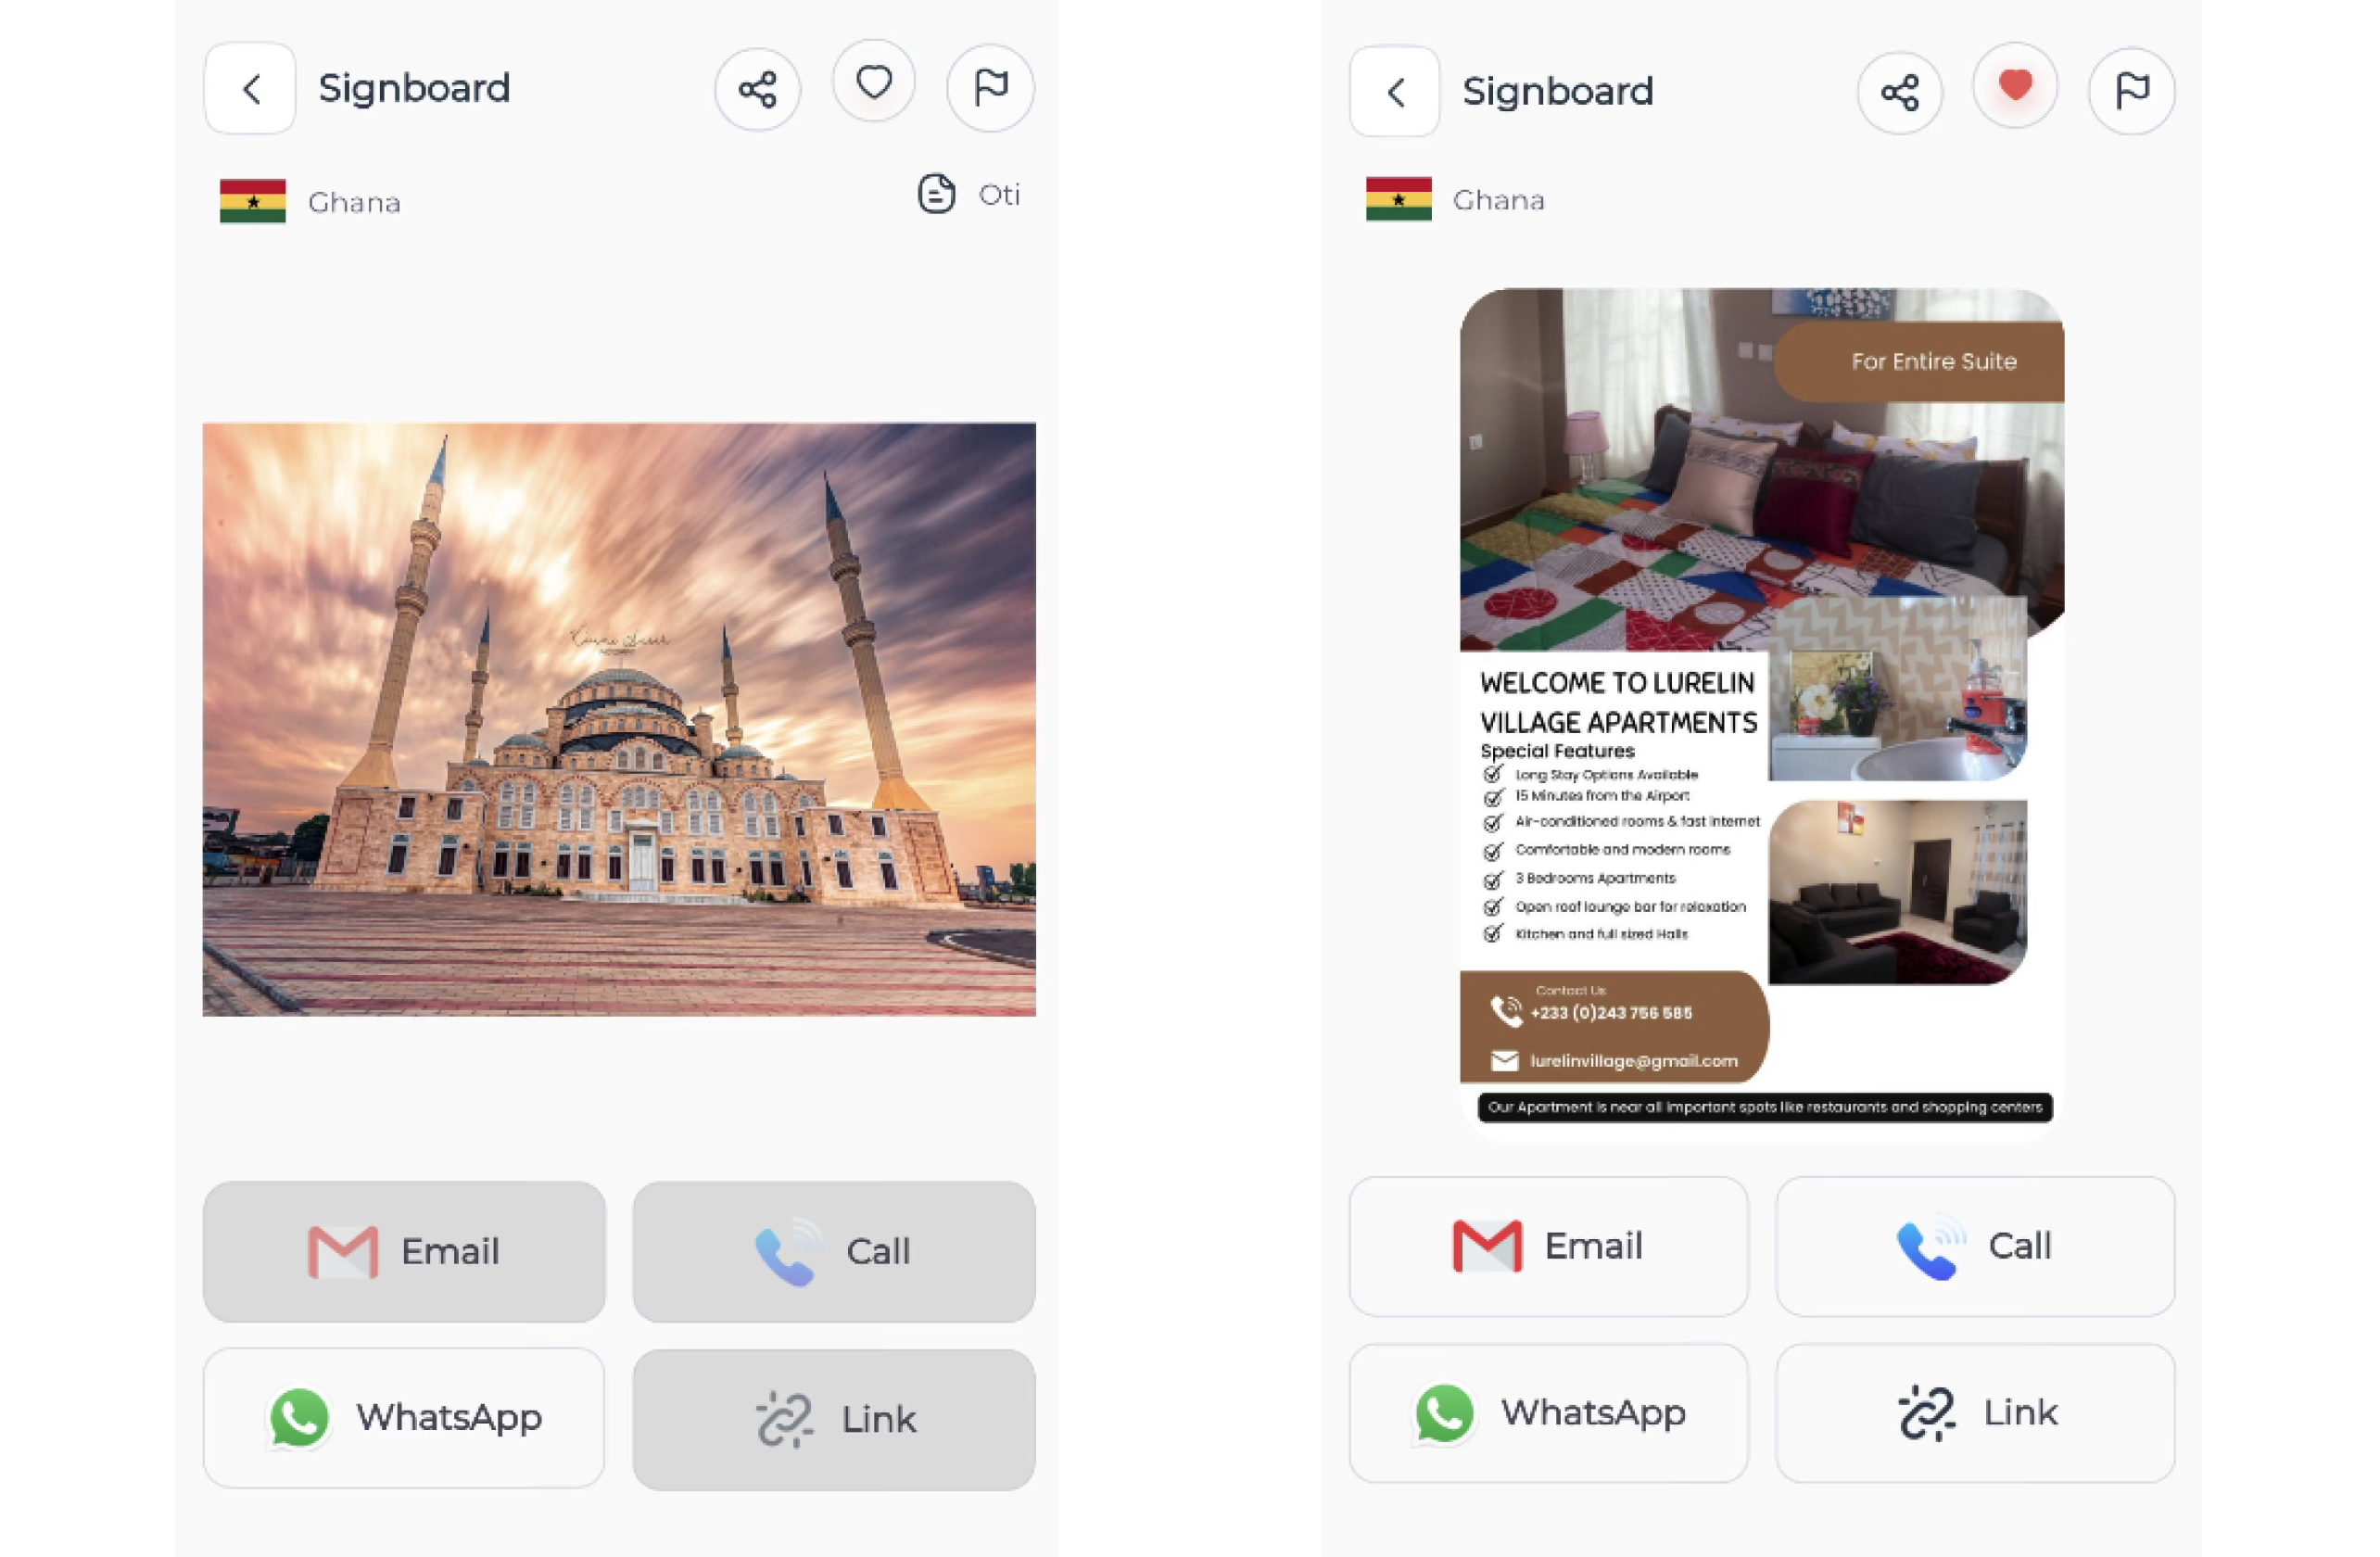 Signboard
Ghana
Oti
Email
Call
WhatsApp
Link
Signboard
Ghana
For Entire Suite
WELCOME TO LURELIN
VILLAGE APARTMENTS
Special Features
Long Stay Options Available
15 Minutes from the Airport
Air-conditioned rooms & fast Internet
Comfortable and modern rooms
3 Bedrooms Apartments
Open roof lounge bar for relaxation
Kitchen and full sized Halls
Contact Us
+233 (0)243 756 585
lurelinvillage@gmail.com
Our Apartment is near all important spots like restaurants and shopping centers
Email
Call
WhatsApp
Link